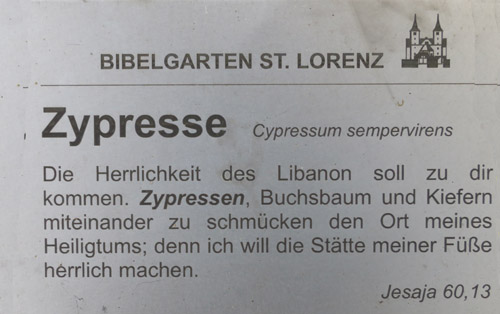 BIBELGARTEN ST. LORENZ
Zypresse Cypressum sempervirens
Die Herrlichkeit des Libanon soll zu dir
kommen. Zypressen, Buchsbaum und Kiefern
miteinander zu schmücken den Ort meines
Heiligtums; denn ich will die Stätte meiner Füße
herrlich machen.
Jesaja 60,13